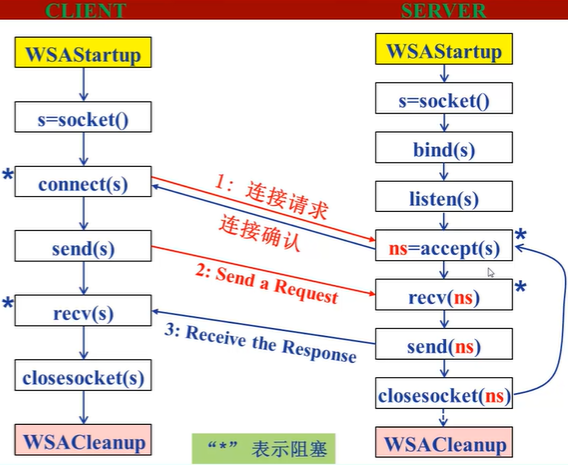 CLIENT
SERVER
WSAStartup
s=socket()
*
connect(s)
send(s)
*
recv(s)
closesocket(s)
WSACleanup
1：连接请求
连接确认
2: Send a Request
3: Receive the Response
WSAStartup
s=socket()
bind(s)
listen(s)
ns=accept(s)
*
recv(ns)
*
send(ns)
closesocket(ns)
WSACleanup
“*” 表示阻塞